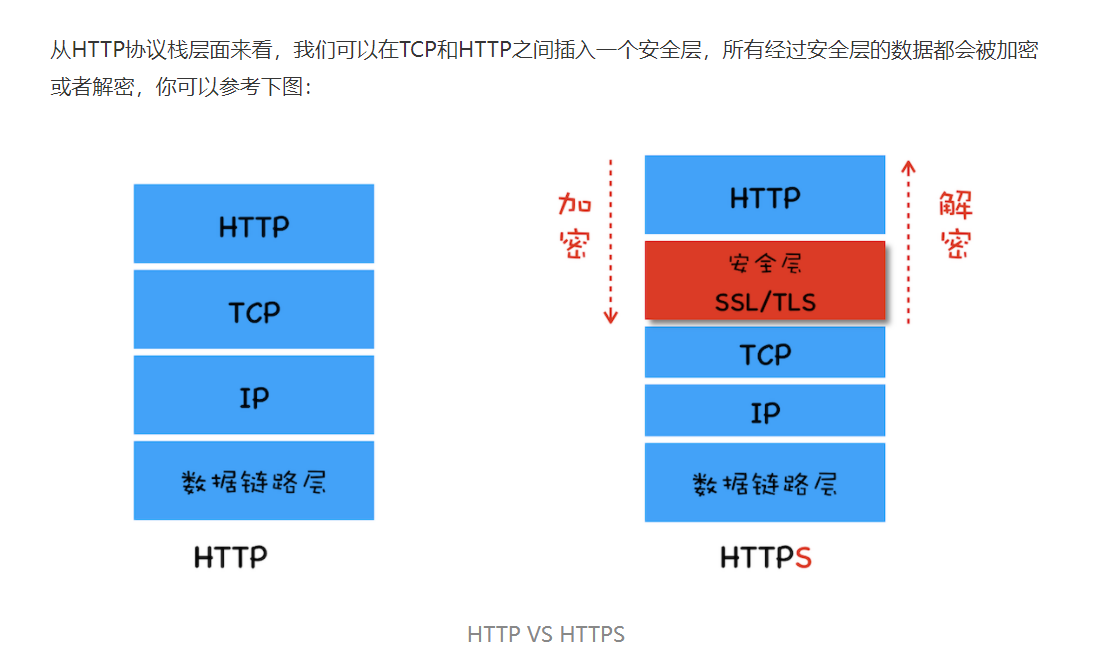 从HTTP协议栈层面来看，我们可以在TCP和HTTP之间插入一个安全层，所有经过安全层的数据都会被加密
或者解密，你可以参考下图：
HTTP
TCP
IP
数据链路层
HTTP
加密
HTTP
安全层
SSL/TLS
TCP
IP
数据链路层
解密
HTTPS
HTTP VS HTTPS